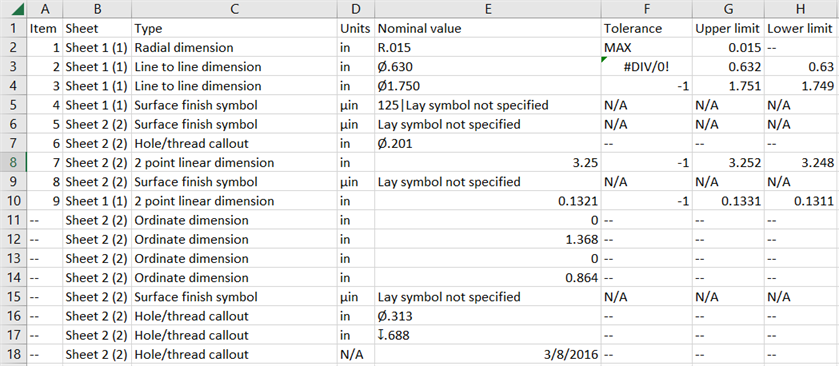 A B C D E F G H
1 Item Sheet Type Units Nominal value Tolerance Upper limit Lower limit
2 1 Sheet 1 (1) Radial dimension in R.015 MAX 0.015 --
3 2 Sheet 1 (1) Line to line dimension in Ø.630 #DIV/0! 0.632 0.63
4 3 Sheet 1 (1) Line to line dimension in Ø1.750 -1 1.751 1.749
5 4 Sheet 1 (1) Surface finish symbol µin 125|Lay symbol not specified N/A N/A N/A
6 5 Sheet 2 (2) Surface finish symbol µin Lay symbol not specified N/A N/A N/A
7 6 Sheet 2 (2) Hole/thread callout in Ø.201 -- -- --
8 7 Sheet 2 (2) 2 point linear dimension in 3.25 -1 3.252 3.248
9 8 Sheet 2 (2) Surface finish symbol µin Lay symbol not specified N/A N/A N/A
10 9 Sheet 1 (1) 2 point linear dimension in 0.1321 -1 0.1331 0.1311
11 -- Sheet 2 (2) Ordinate dimension in 0 -- -- --
12 -- Sheet 2 (2) Ordinate dimension in 1.368 -- -- --
13 -- Sheet 2 (2) Ordinate dimension in 0 -- -- --
14 -- Sheet 2 (2) Ordinate dimension in 0.864 -- -- --
15 -- Sheet 2 (2) Surface finish symbol µin Lay symbol not specified N/A N/A N/A
16 -- Sheet 2 (2) Hole/thread callout in Ø.313 -- -- --
17 -- Sheet 2 (2) Hole/thread callout in ↧.688 -- -- --
18 -- Sheet 2 (2) Hole/thread callout N/A 3/8/2016 -- -- --